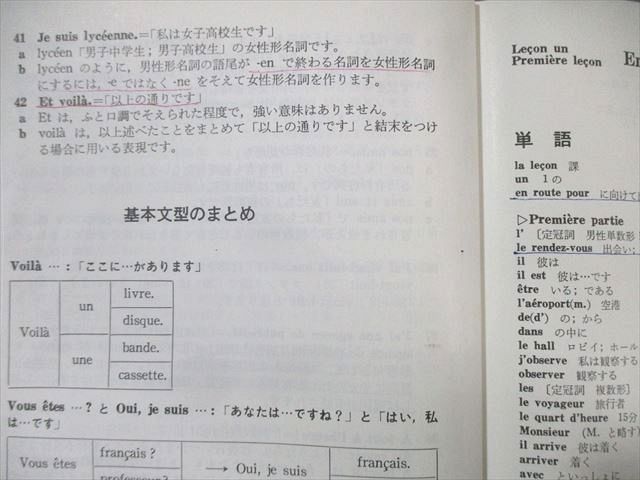 41 Je suis lycéenne.=「私は女子高校生です」
a lycéen「男子中学生；男子高校生」の女性形名詞です。
b lycéen のように，男性形名詞の語尾が -en で終わる名詞を女性形名詞
にするには，-e ではなく -ne をそえて女性形名詞を作ります。
42 Et voilà.=「以上の通りです」
a Et は，ふと口調でそえられた程度で，強い意味はありません。
b voilà は，以上述べたことをまとめて「以上の通りです」と結末をつけ
る場合に用いる表現です。
基本文型のまとめ
Voilà …：「ここに…があります」
Voilà
un
livre.
disque.
une
bande.
cassette.
Vous êtes …? と Oui, je suis …：「あなたは…ですね？」と「はい，私
は…です」
Vous êtes
français ?
professeur?
→ Oui, je suis
français.
Leçon un
Première leçon
En
単語
la leçon 課
un 1の
en route pour に向けて
▷Première partie
l' 〔定冠詞 男性単数形
le rendez-vous 出会い；
il 彼は
il est 彼は…です
être いる；である
l'aéroport(m.) 空港
de(d') の；から
dans の中に
le hall ロビイ；ホール
j'observe 私は観察する
observer 観察する
les 〔定冠詞 複数形〕
le voyageur 旅行者
le quart d'heure 15分
Monsieur (M. と略す)
il arrive 彼は着く
arriver 着く
avec といっしょに